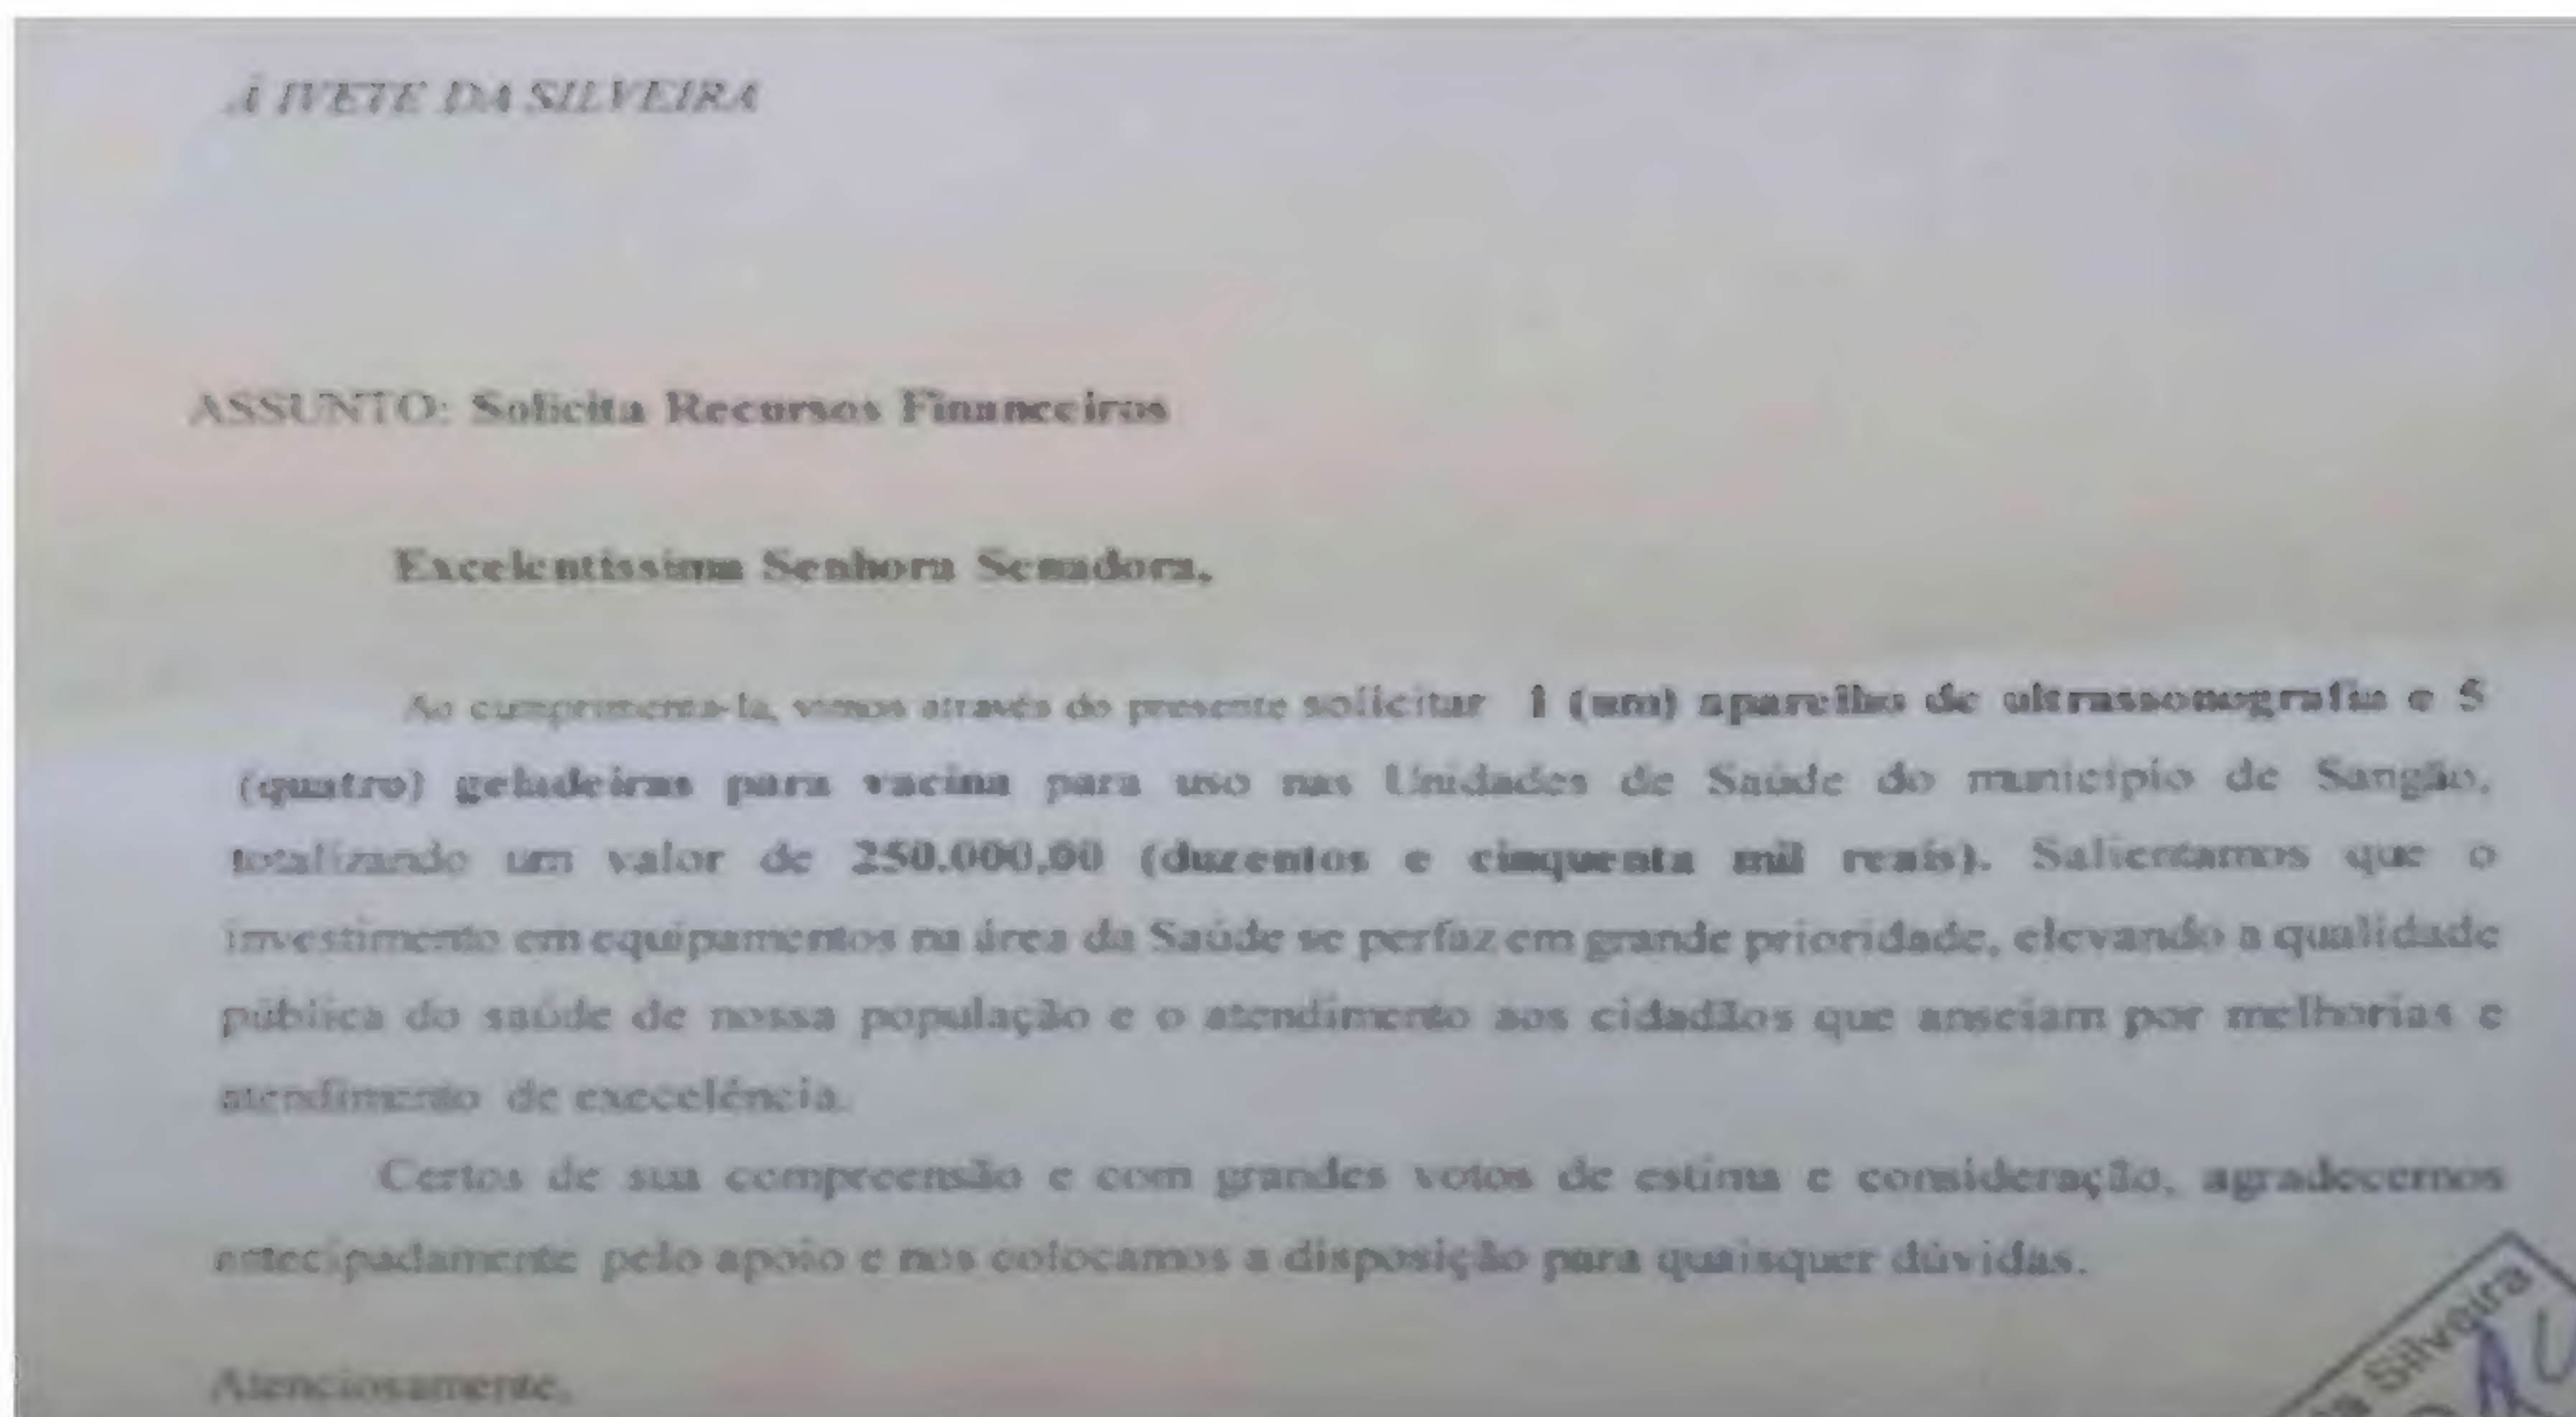 À IVETE DA SILVEIRA
ASSUNTO: Solicita Recursos Financeiros
Excelentíssima Senhora Senadora,
Ao cumprimenta-la, vimos através do presente solicitar 1 (um) aparelho de ultrassonografia e 5
(quatro) geladeiras para vacina para uso nas Unidades de Saúde do município de Sangão,
totalizando um valor de 250.000,00 (duzentos e cinquenta mil reais). Salientamos que o
investimento em equipamentos na área da Saúde se perfaz em grande prioridade, elevando a qualidade
pública do saúde de nossa população e o atendimento aos cidadãos que anseiam por melhorias e
atendimento de execelência.
Certos de sua compreensão e com grandes votos de estima e consideração, agradecemos
antecipadamente pelo apoio e nos colocamos a disposição para quaisquer dúvidas.
Atenciosamente,
Silveira